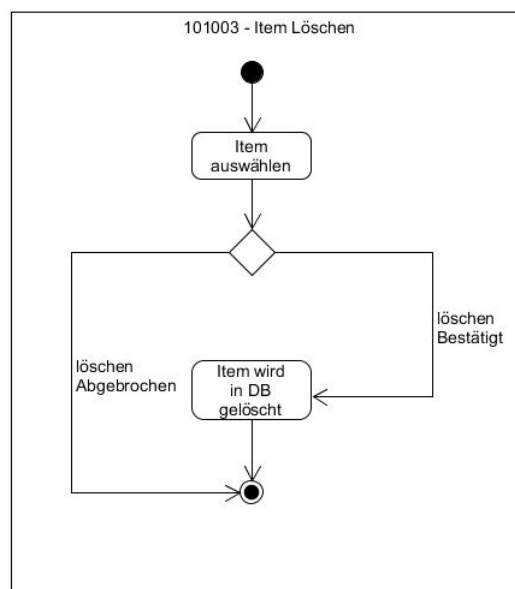 101003 - Item Löschen
Item
auswählen
löschen
Bestätigt
löschen
Abgebrochen
Item wird
in DB
gelöscht